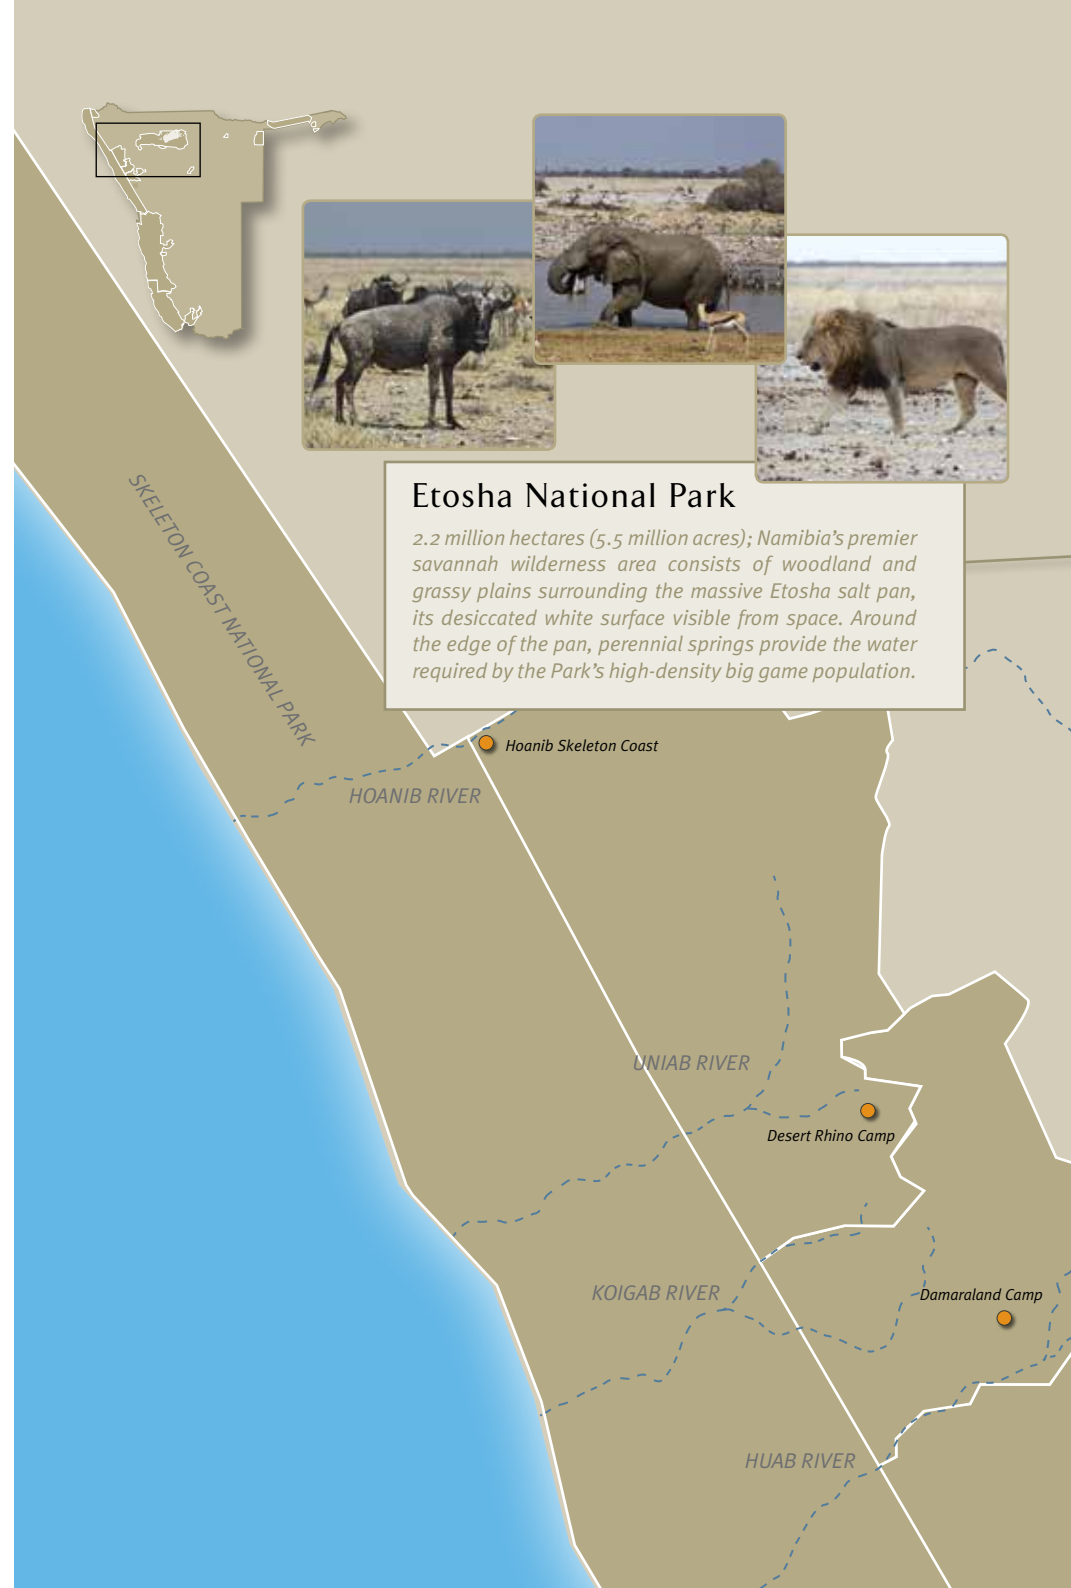 Etosha National Park
2.2 million hectares (5.5 million acres); Namibia’s premier
savannah wilderness area consists of woodland and
grassy plains surrounding the massive Etosha salt pan,
its desiccated white surface visible from space. Around
the edge of the pan, perennial springs provide the water
required by the Park’s high-density big game population.
SKELETON COAST NATIONAL PARK
Hoanib Skeleton Coast
HOANIB RIVER
UNIAB RIVER
Desert Rhino Camp
KOIGAB RIVER
Damaraland Camp
HUAB RIVER